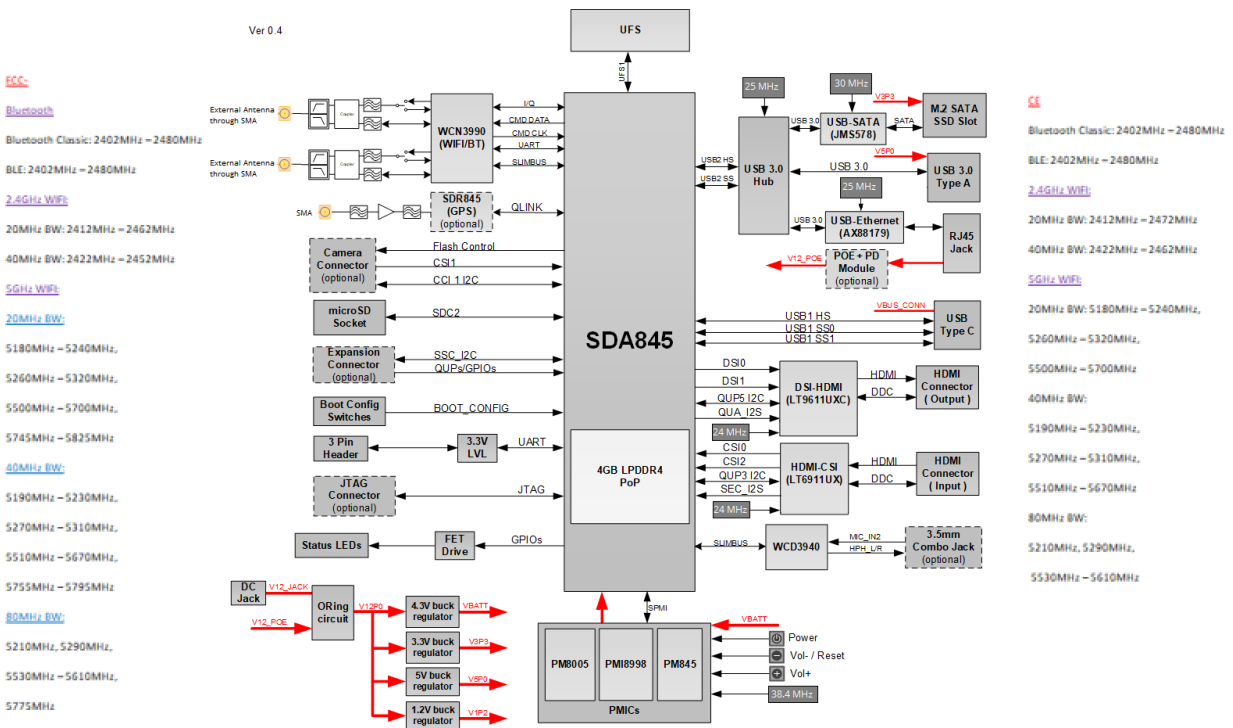 Ver 0.4
FCC:
Bluetooth
Bluetooth Classic: 2402MHz – 2480MHz
BLE: 2402MHz – 2480MHz
2.4GHz WIFI:
20MHz BW: 2412MHz – 2462MHz
40MHz BW: 2422MHz – 2452MHz
5GHz WIFI:
20MHz BW:
5180MHz – 5240MHz,
5260MHz – 5320MHz,
5500MHz – 5700MHz,
5745MHz – 5825MHz
40MHz BW:
5190MHz – 5230MHz,
5270MHz – 5310MHz,
5510MHz – 5670MHz
5755MHz – 5795MHz
80MHz BW:
5210MHz, 5290MHz,
5530MHz – 5610MHz,
5775MHz
UFS
UFS1
External Antenna
through SMA
Coupler
External Antenna
through SMA
Coupler
WCN3990
(WIFI/BT)
I/Q
CMD DATA
CMD CLK
UART
SLIMBUS
SMA
SDR845
(GPS)
(optional)
QLINK
Camera
Connector
(optional)
Flash Control
CSI1
CCI 1 I2C
microSD
Socket
SDC2
Expansion
Connector
(optional)
SSC_I2C
QUPs/GPIOs
Boot Config
Switches
BOOT_CONFIG
3 Pin
Header
3.3V
LVL
UART
JTAG
Connector
(optional)
JTAG
Status LEDs
FET
Drive
GPIOs
SDA845
4GB LPDDR4
PoP
USB2 HS
USB2 SS
25 MHz
USB 3.0
Hub
30 MHz
USB 3.0
USB-SATA
(JMS578)
SATA
V3P3
M.2 SATA
SSD Slot
USB 3.0
V5P0
USB 3.0
Type A
25 MHz
USB 3.0
USB-Ethernet
(AX88179)
RJ45
Jack
V12_POE
POE + PD
Module
(optional)
VBUS_CONN
USB1 HS
USB1 SS0
USB1 SS1
USB
Type C
DSI0
DSI1
QUP5 I2C
QUA_I2S
24 MHz
DSI-HDMI
(LT9611UXC)
HDMI
DDC
HDMI
Connector
( Output )
CSI0
CSI2
QUP3 I2C
SEC_I2S
24 MHz
HDMI-CSI
(LT6911UX)
HDMI
DDC
HDMI
Connector
( Input )
SLIMBUS
WCD3940
MIC_IN2
HPH_L/R
3.5mm
Combo Jack
(optional)
DC
Jack
V12_JACK
V12_POE
ORing
circuit
V12P0
4.3V buck
regulator
VBATT
3.3V buck
regulator
V3P3
5V buck
regulator
V5P0
1.2V buck
regulator
V1P2
SPMI
VBATT
PM8005
PMI8998
PM845
PMICs
Power
Vol- / Reset
Vol+
38.4 MHz
CE
Bluetooth Classic: 2402MHz – 2480MHz
BLE: 2402MHz – 2480MHz
2.4GHz WIFI:
20MHz BW: 2412MHz – 2472MHz
40MHz BW: 2422MHz – 2462MHz
5GHz WIFI:
20MHz BW: 5180MHz – 5240MHz,
5260MHz – 5320MHz,
5500MHz – 5700MHz
40MHz BW:
5190MHz – 5230MHz,
5270MHz – 5310MHz,
5510MHz – 5670MHz
80MHz BW:
5210MHz, 5290MHz,
5530MHz – 5610MHz